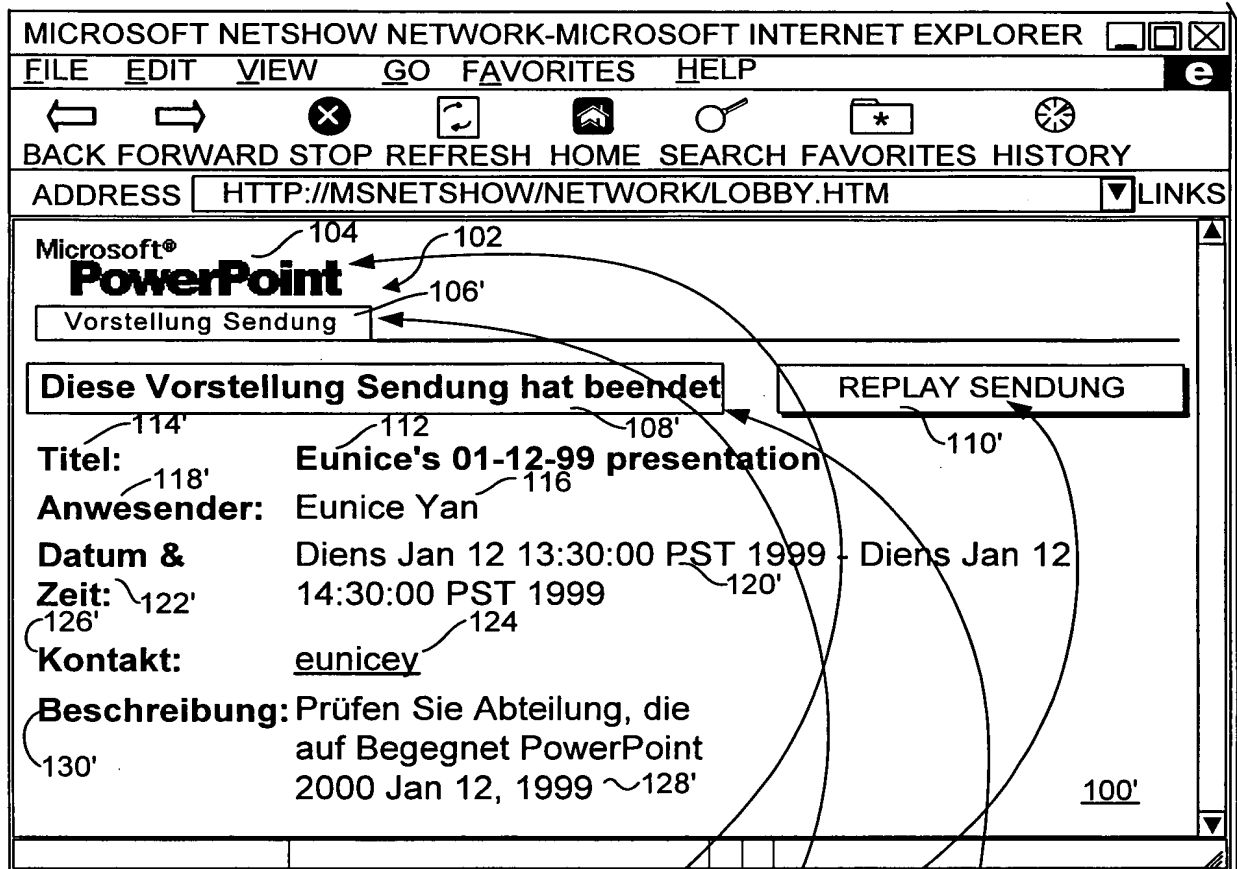 MICROSOFT NETSHOW NETWORK-MICROSOFT INTERNET EXPLORER
FILE EDIT VIEW GO FAVORITES HELP
e
BACK FORWARD STOP REFRESH HOME SEARCH FAVORITES HISTORY
ADDRESS HTTP://MSNETSHOW/NETWORK/LOBBY.HTM LINKS
Microsoft® 104 102
PowerPoint
106'
Vorstellung Sendung
Diese Vorstellung Sendung hat beendet REPLAY SENDUNG
114' 112 108' 110'
Titel: Eunice's 01-12-99 presentation
118' 116
Anwesender: Eunice Yan
Datum & Diens Jan 12 13:30:00 PST 1999 - Diens Jan 12
Zeit: 122' 14:30:00 PST 1999 120'
126' 124
Kontakt: eunicey
Beschreibung: Prüfen Sie Abteilung, die
auf Begegnet PowerPoint
130' 2000 Jan 12, 1999 128' 100'